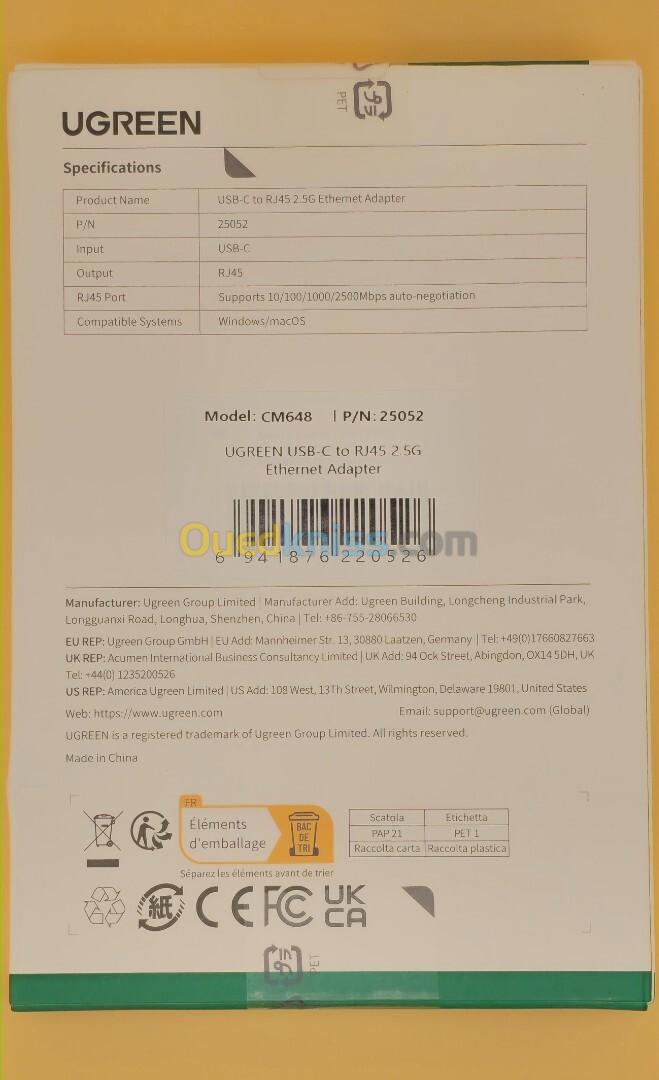 PET
プラ
UGREEN
Specifications
Product Name USB-C to RJ45 2.5G Ethernet Adapter
P/N 25052
Input USB-C
Output RJ45
RJ45 Port Supports 10/100/1000/2500Mbps auto-negotiation
Compatible Systems Windows/macOS
Model: CM648 | P/N: 25052
UGREEN USB-C to RJ45 2.5G
Ethernet Adapter
Ouedkniss.com
6 941876 220526
Manufacturer: Ugreen Group Limited | Manufacturer Add: Ugreen Building, Longcheng Industrial Park,
Longguanxi Road, Longhua, Shenzhen, China | Tel: +86-755-28066530
EU REP: Ugreen Group GmbH | EU Add: Mannheimer Str. 13, 30880 Laatzen, Germany | Tel: +49(0)17660827663
UK REP: Acumen International Business Consultancy Limited | UK Add: 94 Ock Street, Abingdon, OX14 5DH, UK
Tel: +44(0) 1235200526
US REP: America Ugreen Limited | US Add: 108 West, 13Th Street, Wilmington, Delaware 19801, United States
Web: https://www.ugreen.com Email: support@ugreen.com (Global)
UGREEN is a registered trademark of Ugreen Group Limited. All rights reserved.
Made in China
FR
Éléments
d'emballage
BAC
DE
TRI
Séparez les éléments avant de trier
Scatola Etichetta
PAP 21 PET 1
Raccolta carta Raccolta plastica
紙
CE FC UK
CA
プラ
PET